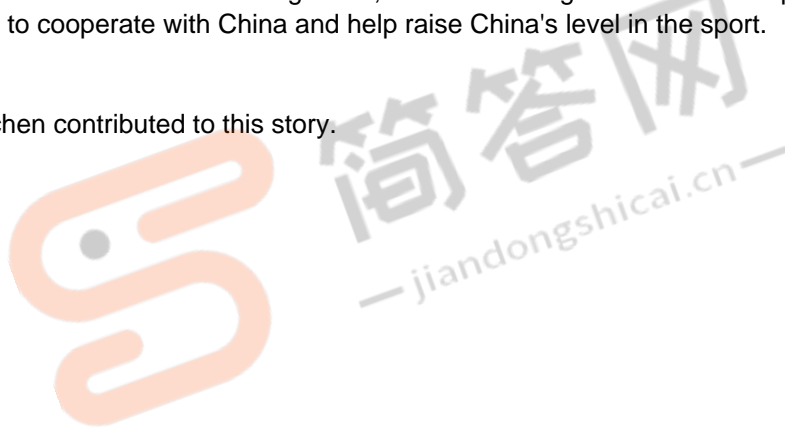 to cooperate with China and help raise China's level in the sport.
hen contributed to this story.
简答网
jiandongshicai.cn